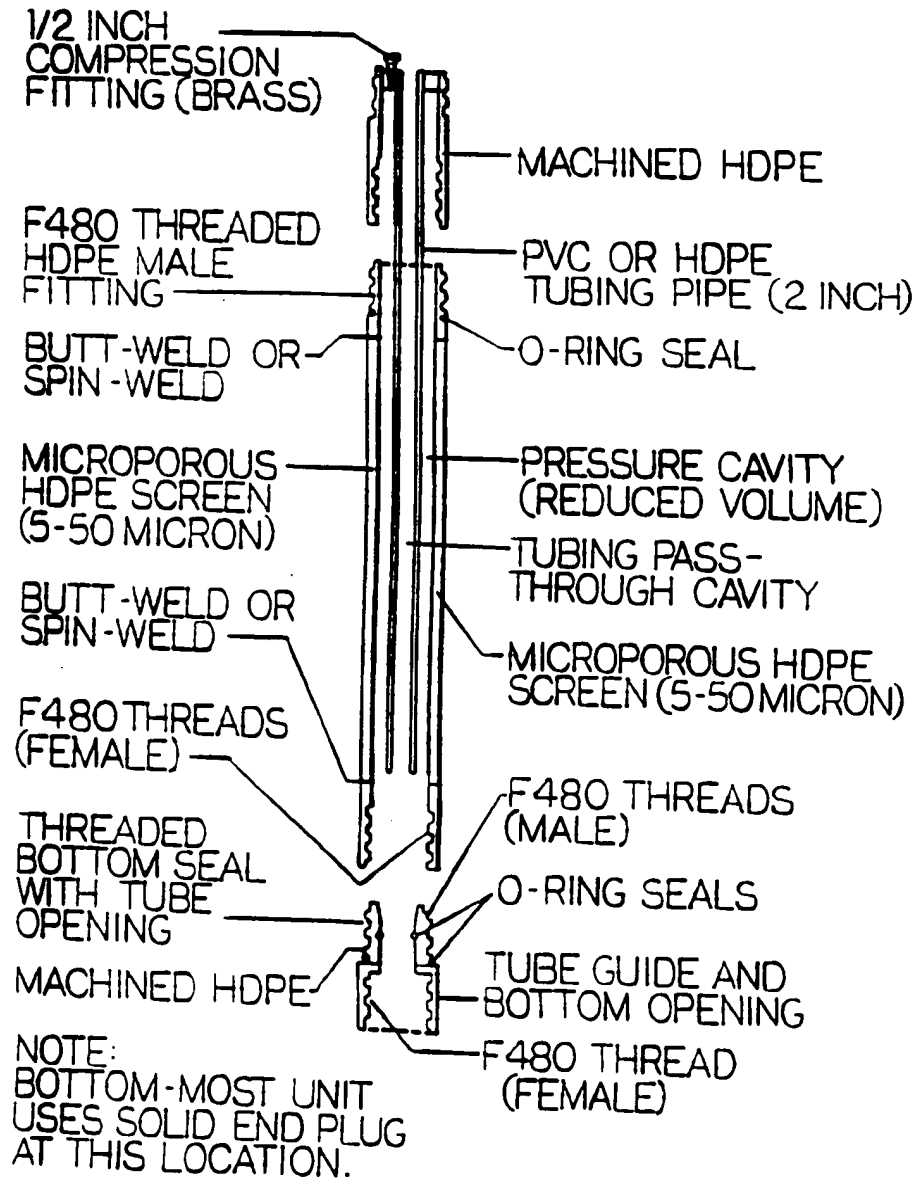 1/2 INCH
COMPRESSION
FITTING (BRASS)
MACHINED HDPE
F480 THREADED
HDPE MALE
FITTING
PVC OR HDPE
TUBING PIPE (2 INCH)
BUTT-WELD OR
SPIN-WELD
O-RING SEAL
MICROPOROUS
HDPE SCREEN
(5-50 MICRON)
PRESSURE CAVITY
(REDUCED VOLUME)
TUBING PASS-
THROUGH CAVITY
BUTT-WELD OR
SPIN-WELD
MICROPOROUS HDPE
SCREEN (5-50 MICRON)
F480 THREADS
(FEMALE)
F480 THREADS
(MALE)
THREADED
BOTTOM SEAL
WITH TUBE
OPENING
O-RING SEALS
MACHINED HDPE
TUBE GUIDE AND
BOTTOM OPENING
F480 THREAD
(FEMALE)
NOTE:
BOTTOM-MOST UNIT
USES SOLID END PLUG
AT THIS LOCATION.